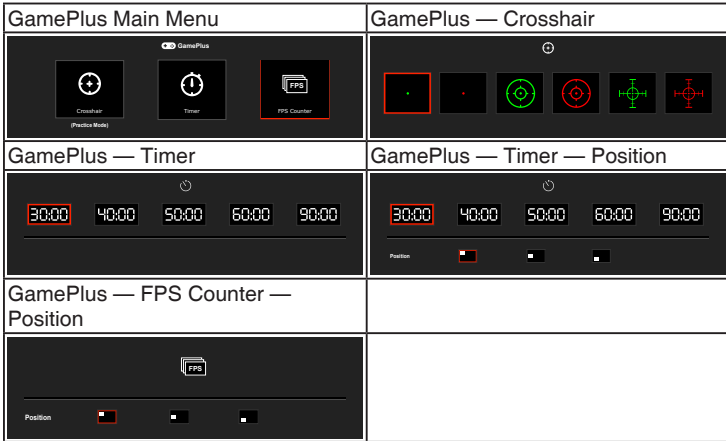 GamePlus Main Menu
GamePlus — Crosshair
GamePlus
FPS
Crosshair
Timer
FPS Counter
(Practice Mode)
GamePlus — Timer
GamePlus — Timer — Position
30:00 40:00 50:00 60:00 90:00
30:00 40:00 50:00 60:00 90:00
Position
GamePlus — FPS Counter —
Position
FPS
Position